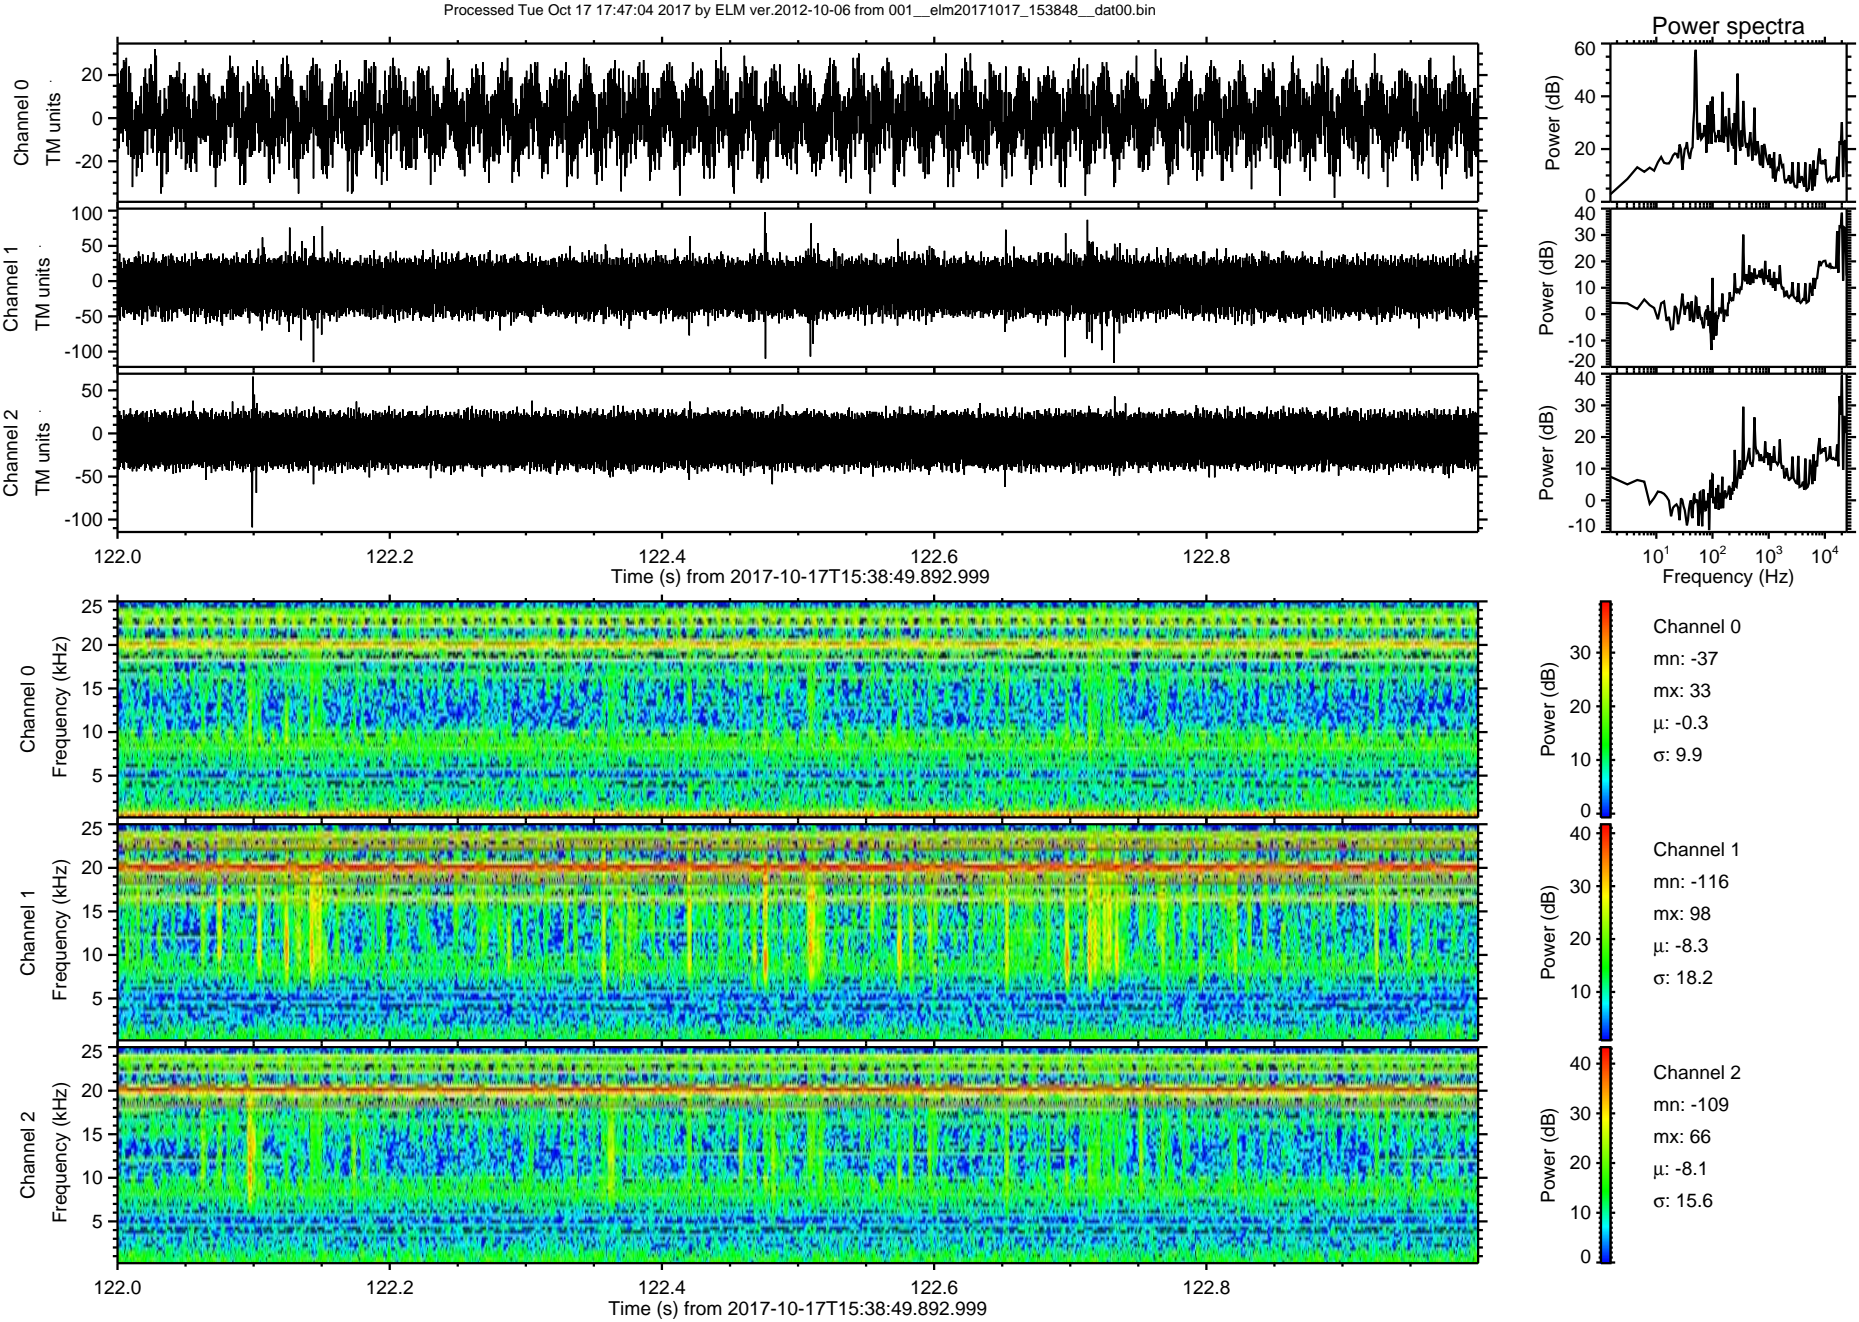 Processed Tue Oct 17 17:47:04 2017 by ELM ver.2012-10-06 from 001__elm20171017_153848__dat00.bin
Power spectra
Channel 0
TM units
20
0
-20
Power (dB)
60
40
20
0
Channel 1
TM units
100
50
0
-50
-100
Power (dB)
40
30
20
10
0
-10
-20
Channel 2
TM units
50
0
-50
-100
Power (dB)
40
30
20
10
0
-10
122.0 122.2 122.4 122.6 122.8
Time (s) from 2017-10-17T15:38:49.892.999
10^1 10^2 10^3 10^4
Frequency (Hz)
Channel 0
Frequency (kHz)
25
20
15
10
5
Power (dB)
30
20
10
0
Channel 0
mn: -37
mx: 33
μ: -0.3
σ: 9.9
Channel 1
Frequency (kHz)
25
20
15
10
5
Power (dB)
40
30
20
10
Channel 1
mn: -116
mx: 98
μ: -8.3
σ: 18.2
Channel 2
Frequency (kHz)
25
20
15
10
5
Power (dB)
40
30
20
10
0
Channel 2
mn: -109
mx: 66
μ: -8.1
σ: 15.6
122.0 122.2 122.4 122.6 122.8
Time (s) from 2017-10-17T15:38:49.892.999